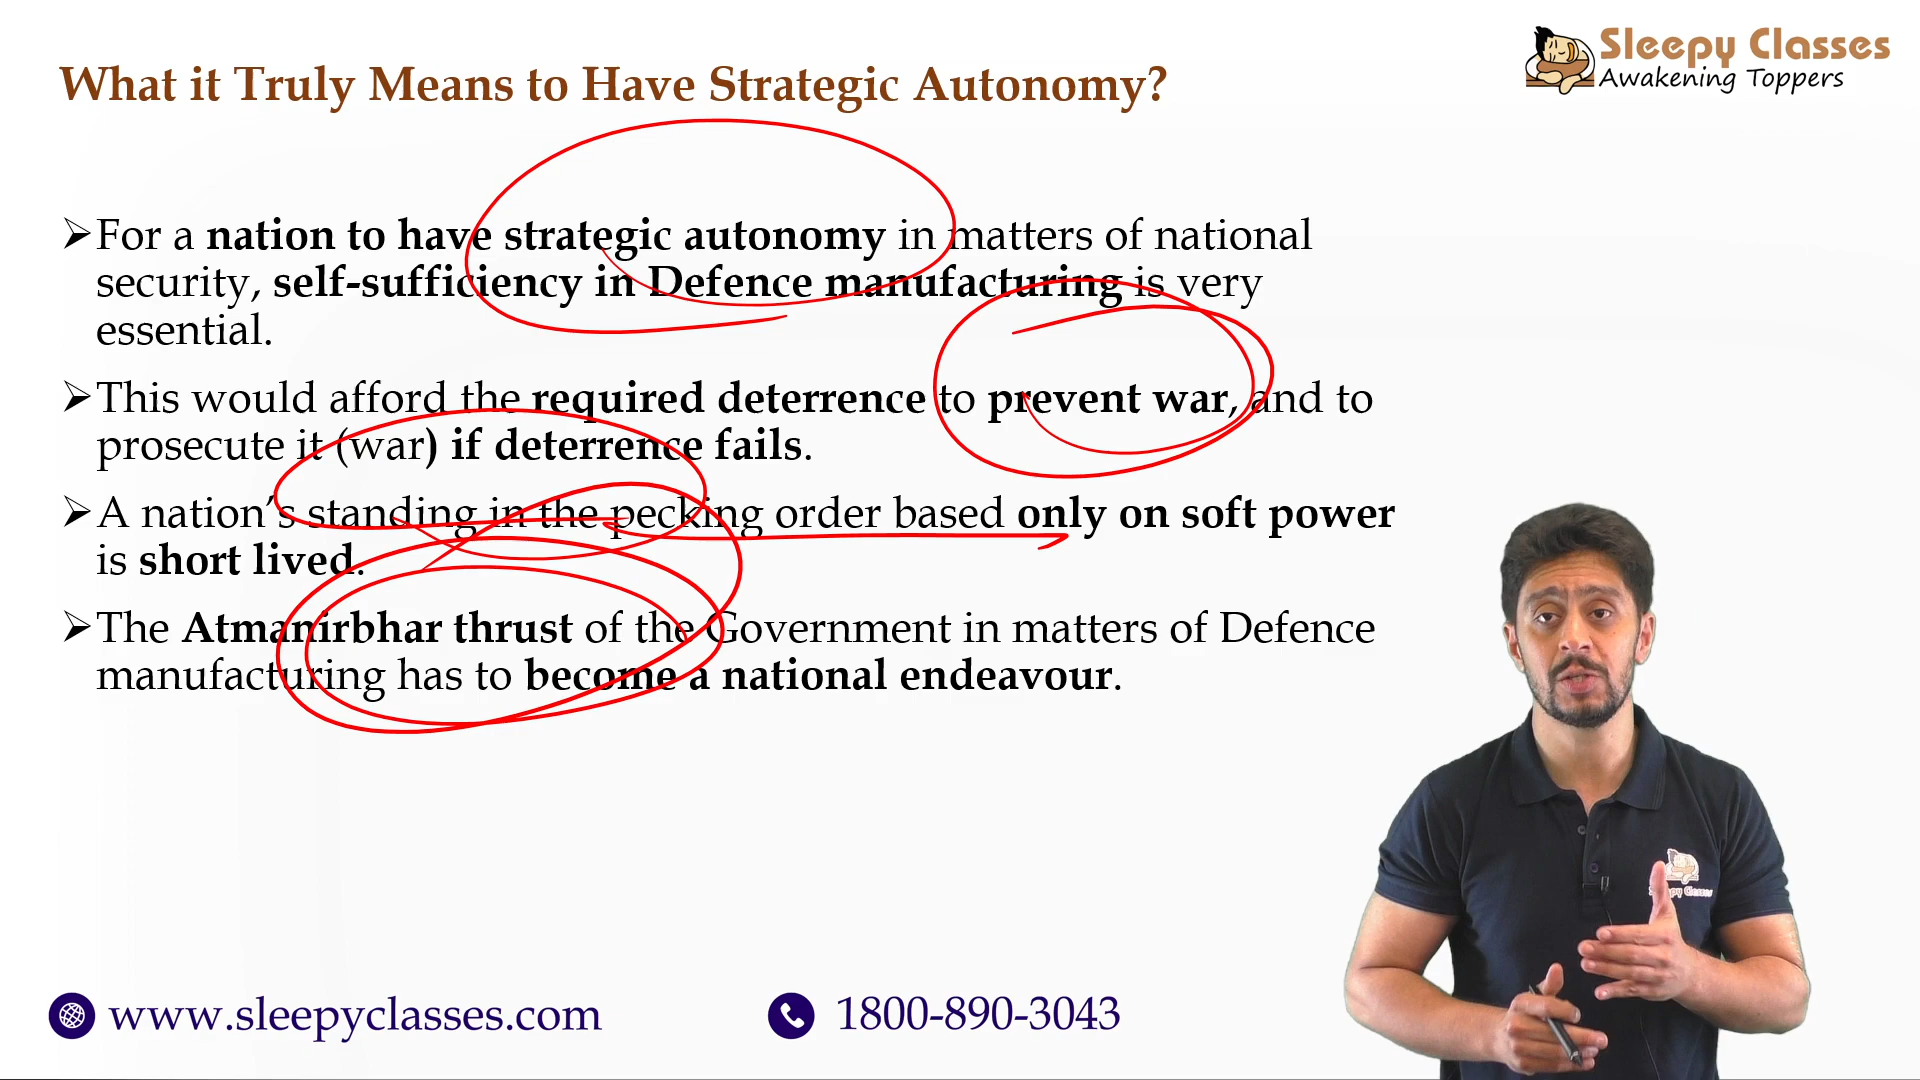 Sleepy Classes
Awakening Toppers
What it Truly Means to Have Strategic Autonomy?
➢For a nation to have strategic autonomy in matters of national
security, self-sufficiency in Defence manufacturing is very
essential.
➢This would afford the required deterrence to prevent war, and to
prosecute it (war) if deterrence fails.
➢A nation’s standing in the pecking order based only on soft power
is short lived.
➢The Atmanirbhar thrust of the Government in matters of Defence
manufacturing has to become a national endeavour.
Sleepy Classes
www.sleepyclasses.com
1800-890-3043